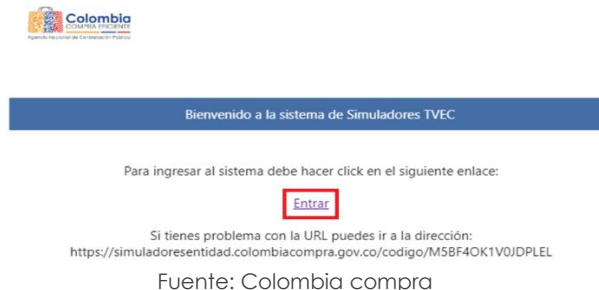 Colombia
COMPRA EFICIENTE
Agencia Nacional de Contratación Pública
Bienvenido a la sistema de Simuladores TVEC
Para ingresar al sistema debe hacer click en el siguiente enlace:
Entrar
Si tienes problema con la URL puedes ir a la dirección:
https://simuladoresentidad.colombiacompra.gov.co/codigo/M5BF4OK1V0JDPLEL
Fuente: Colombia compra